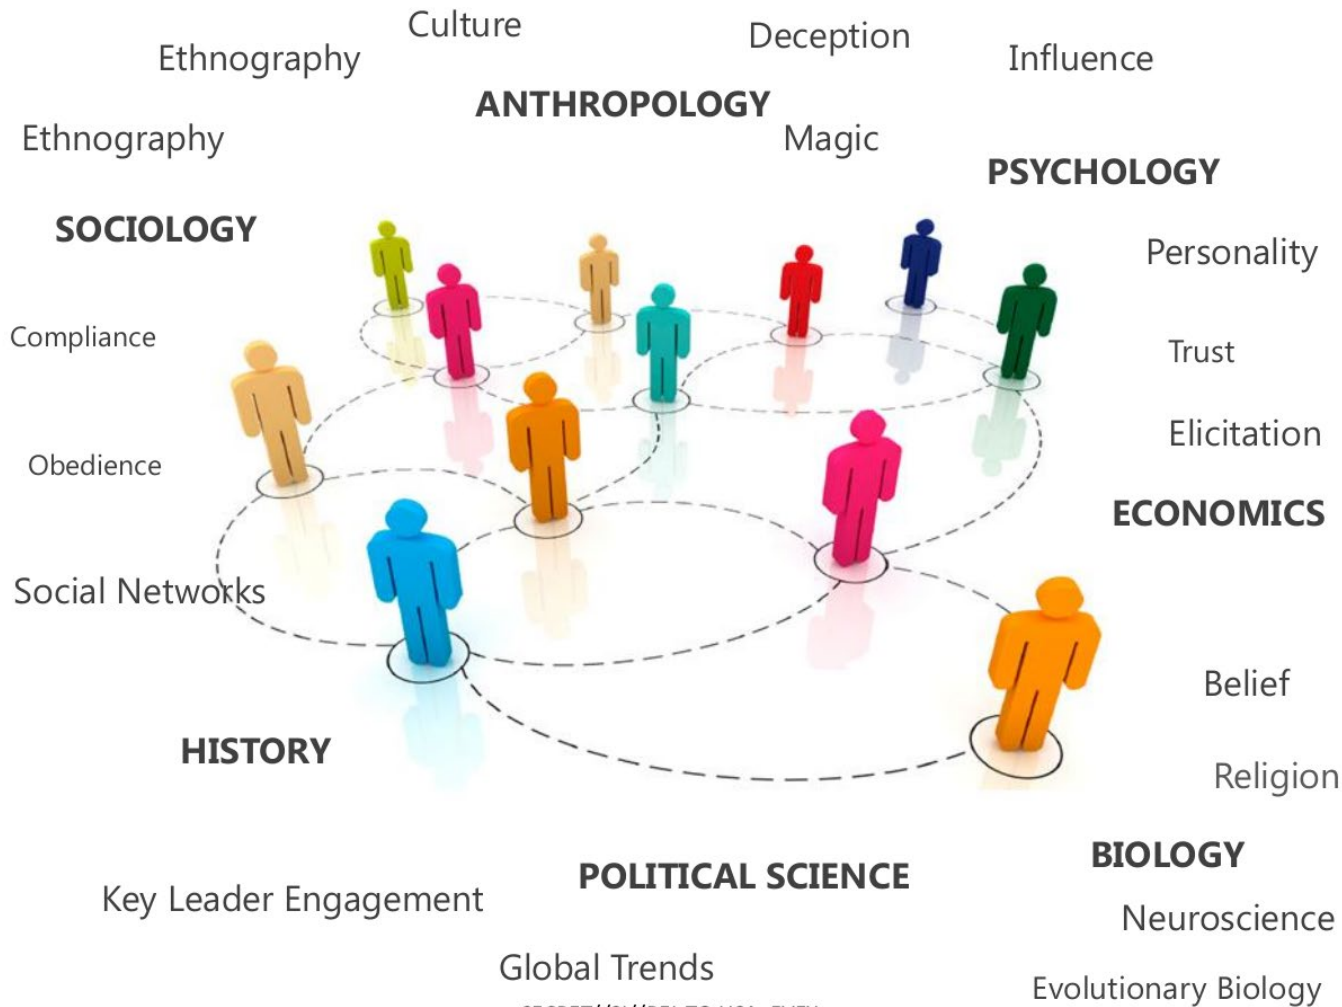 Culture
Deception
Ethnography
Influence
ANTHROPOLOGY
Ethnography
Magic
PSYCHOLOGY
SOCIOLOGY
Personality
Compliance
Trust
Elicitation
Obedience
ECONOMICS
Social Networks
Belief
HISTORY
Religion
BIOLOGY
POLITICAL SCIENCE
Key Leader Engagement
Neuroscience
Global Trends
Evolutionary Biology